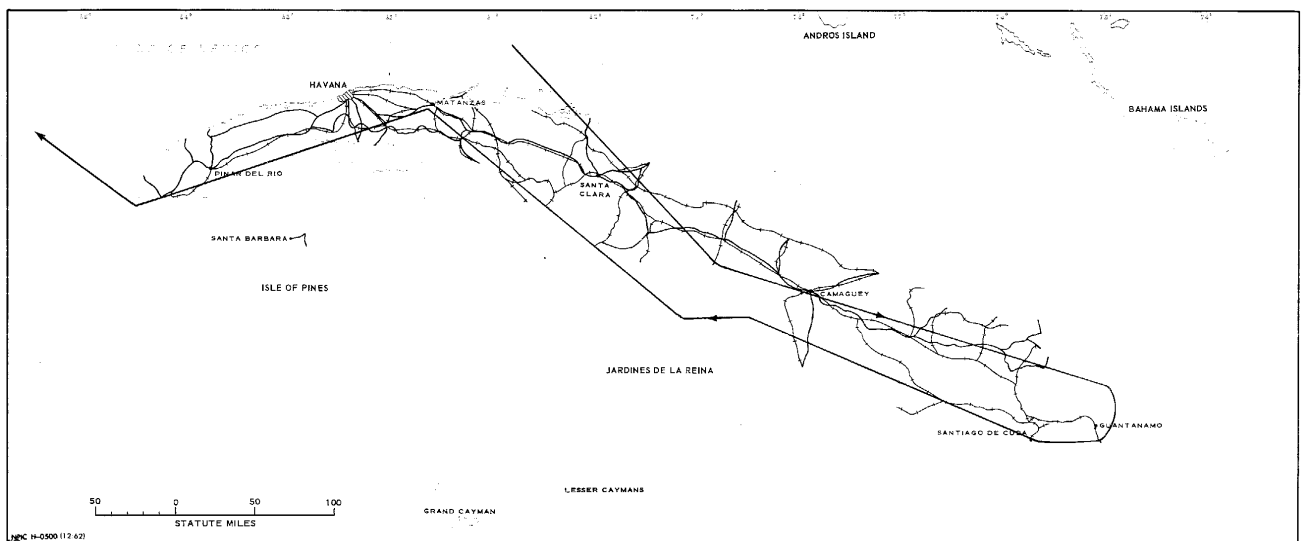 ANDROS ISLAND
HAVANA
MATANZAS
BAHAMA ISLANDS
PINAR DEL RIO
SANTA
CLARA
SANTA BARBARA
ISLE OF PINES
CAMAGUEY
JARDINES DE LA REINA
GUANTANAMO
SANTIAGO DE CUBA
LESSER CAYMANS
50 0 50 100
GRAND CAYMAN
STATUTE MILES
NPIC H-0500 (12 62)